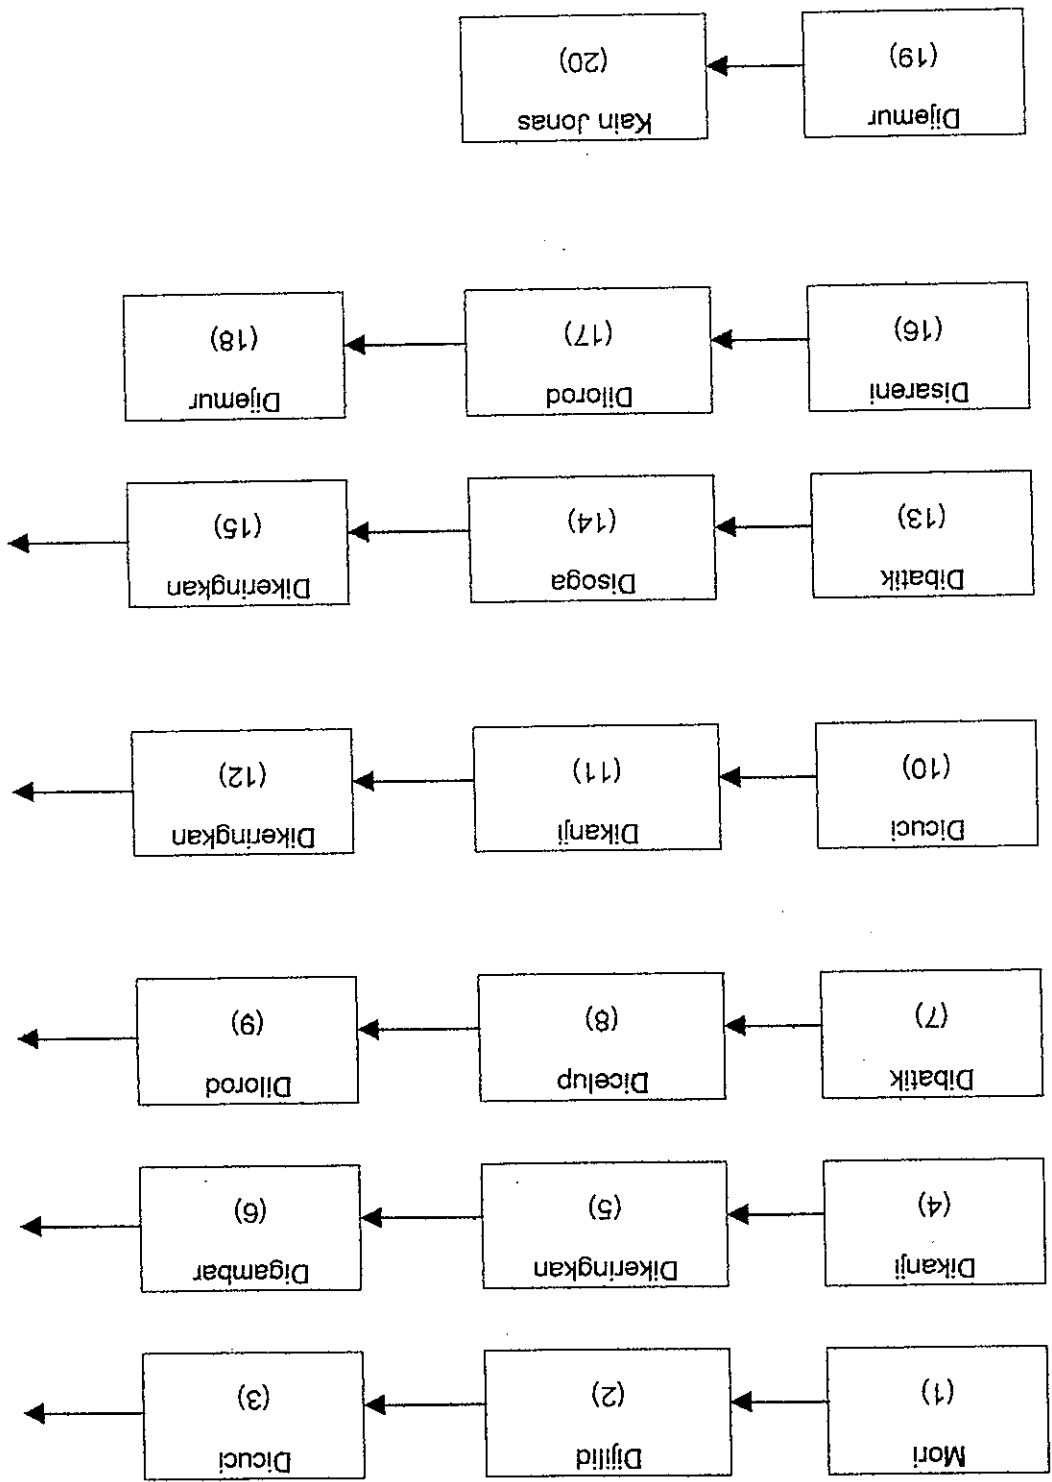 Mori
(1)
Dijilid
(2)
Dicuci
(3)
Dikanji
(4)
Dikeringkan
(5)
Digambar
(6)
Dibatik
(7)
Dicelup
(8)
Dilorod
(9)
Dicuci
(10)
Dikanji
(11)
Dikeringkan
(12)
Dibatik
(13)
Disoga
(14)
Dikeringkan
(15)
Disareni
(16)
Dilorod
(17)
Dijemur
(18)
Dijemur
(19)
Kain Jonas
(20)